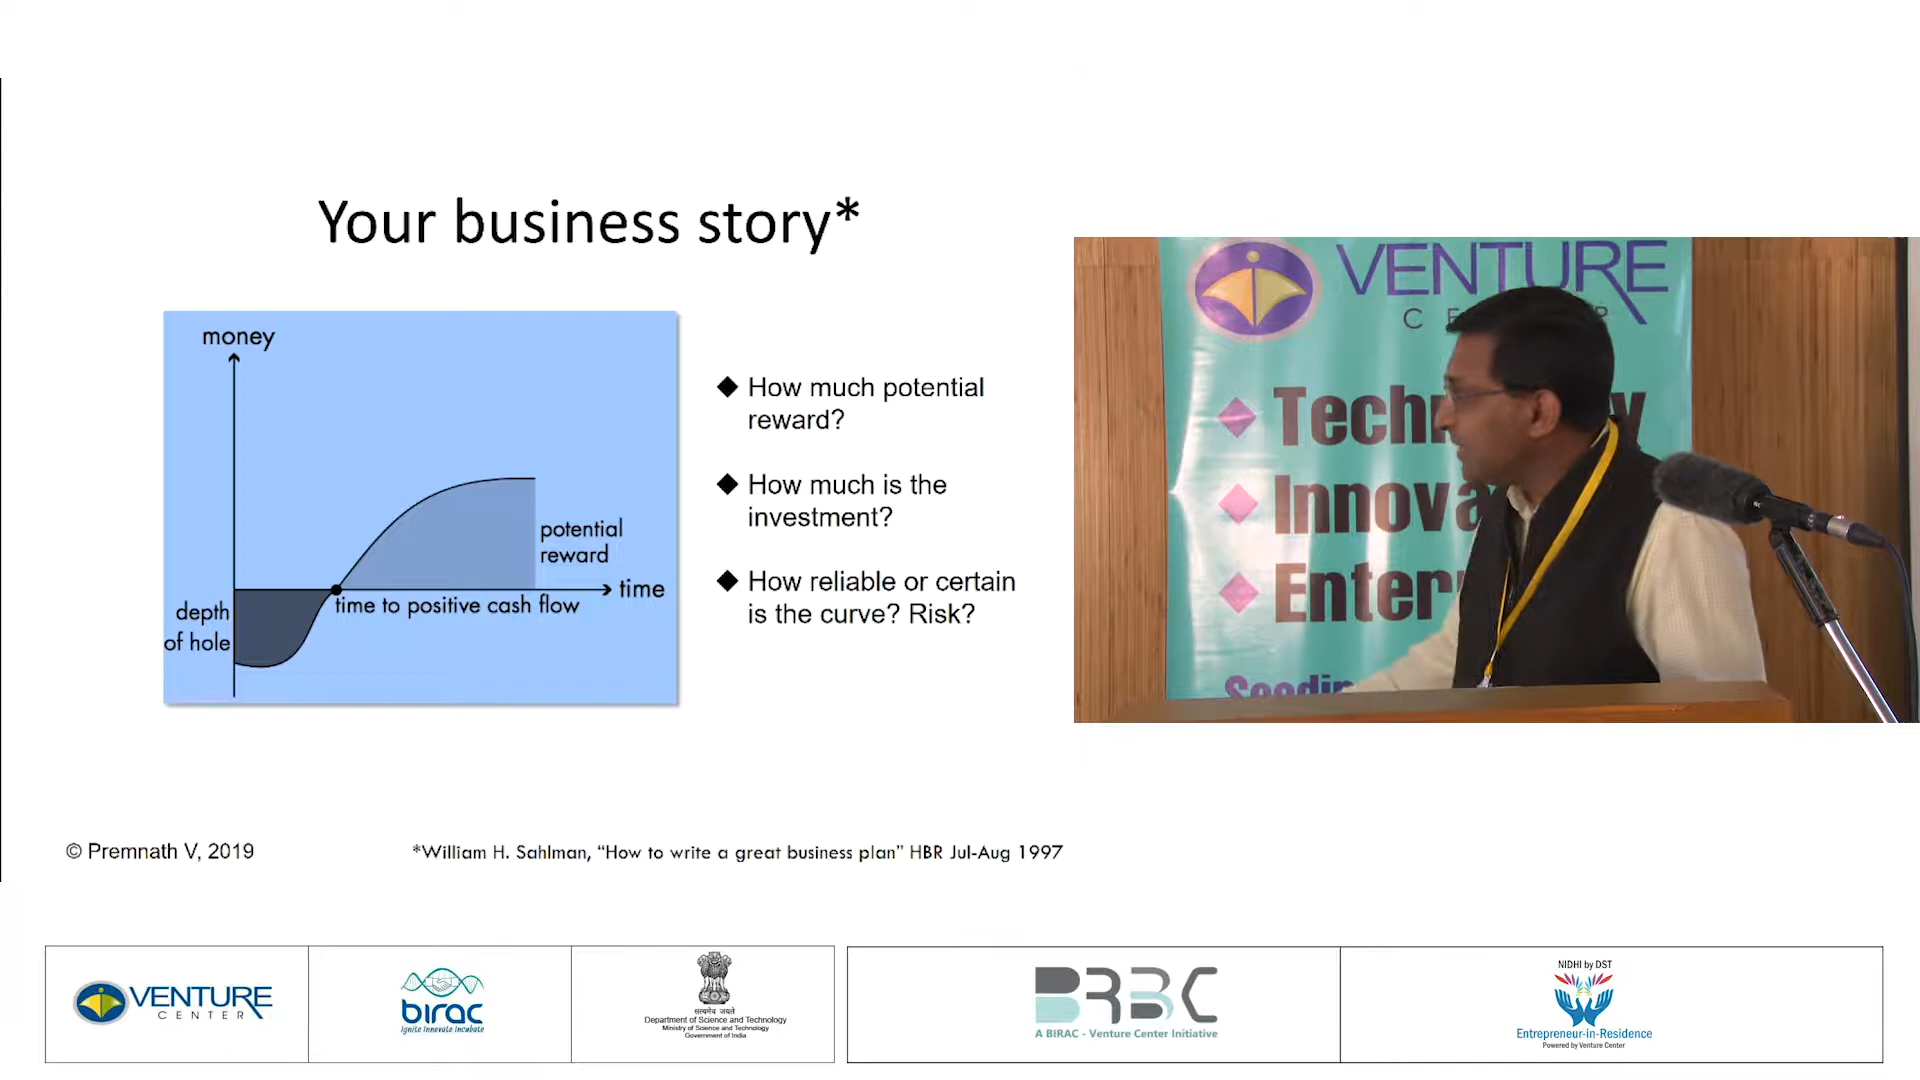 Your business story*
money
potential
reward
time
time to positive cash flow
depth
of hole
◆ How much potential
reward?
◆ How much is the
investment?
◆ How reliable or certain
is the curve? Risk?
VENTURE
Innova
© Premnath V, 2019
*William H. Sahlman, “How to write a great business plan” HBR Jul-Aug 1997
VENTURE
CENTER
birac
Ignite Innovate Incubate
सत्यमेव जयते
Department of Science and Technology
Ministry of Science and Technology
Government of India
BRBC
A BIRAC - Venture Center Initiative
NIDHI by DST
Entrepreneur-in-Residence
Powered by Venture Center